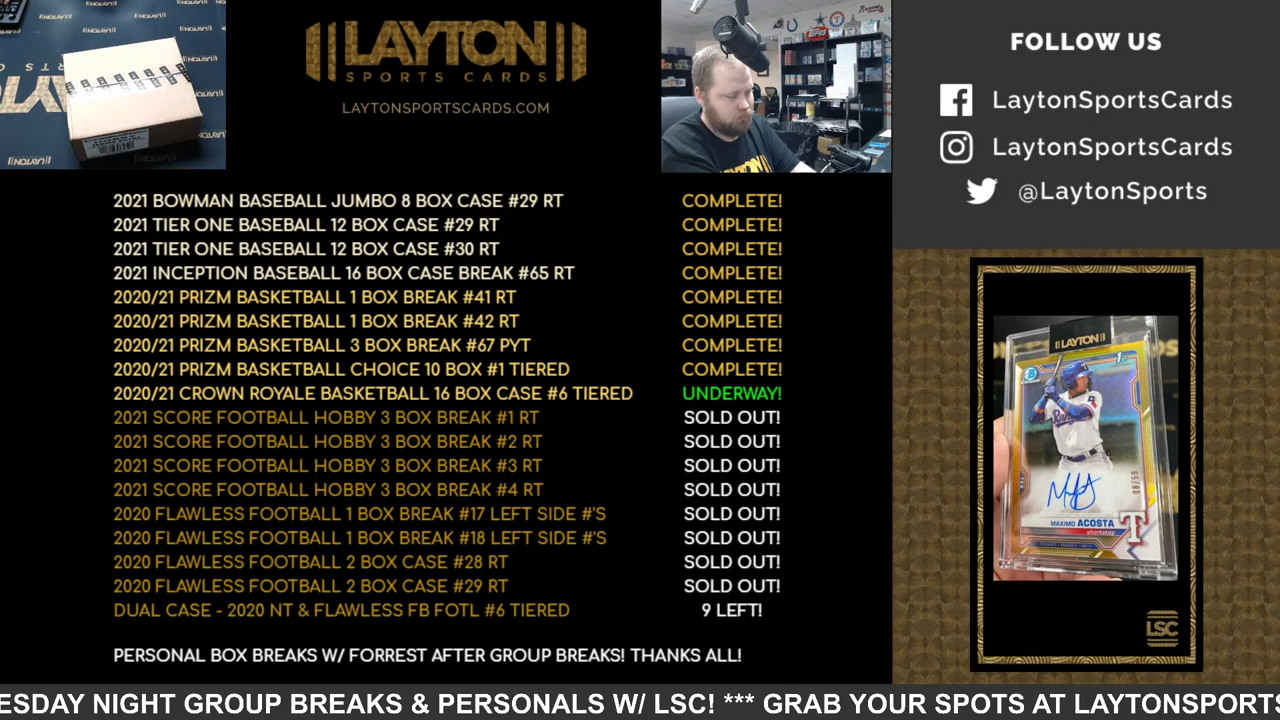 LAYTON
SPORTS CARDS
LAYTONSPORTSCARDS.COM
FOLLOW US
LaytonSportsCards
LaytonSportsCards
@LaytonSports
2021 BOWMAN BASEBALL JUMBO 8 BOX CASE #29 RT COMPLETE!
2021 TIER ONE BASEBALL 12 BOX CASE #29 RT COMPLETE!
2021 TIER ONE BASEBALL 12 BOX CASE #30 RT COMPLETE!
2021 INCEPTION BASEBALL 16 BOX CASE BREAK #65 RT COMPLETE!
2020/21 PRIZM BASKETBALL 1 BOX BREAK #41 RT COMPLETE!
2020/21 PRIZM BASKETBALL 1 BOX BREAK #42 RT COMPLETE!
2020/21 PRIZM BASKETBALL 3 BOX BREAK #67 PYT COMPLETE!
2020/21 PRIZM BASKETBALL CHOICE 10 BOX #1 TIERED COMPLETE!
2020/21 CROWN ROYALE BASKETBALL 16 BOX CASE #6 TIERED UNDERWAY!
2021 SCORE FOOTBALL HOBBY 3 BOX BREAK #1 RT SOLD OUT!
2021 SCORE FOOTBALL HOBBY 3 BOX BREAK #2 RT SOLD OUT!
2021 SCORE FOOTBALL HOBBY 3 BOX BREAK #3 RT SOLD OUT!
2021 SCORE FOOTBALL HOBBY 3 BOX BREAK #4 RT SOLD OUT!
2020 FLAWLESS FOOTBALL 1 BOX BREAK #17 LEFT SIDE #'S SOLD OUT!
2020 FLAWLESS FOOTBALL 1 BOX BREAK #18 LEFT SIDE #'S SOLD OUT!
2020 FLAWLESS FOOTBALL 2 BOX CASE #28 RT SOLD OUT!
2020 FLAWLESS FOOTBALL 2 BOX CASE #29 RT SOLD OUT!
DUAL CASE - 2020 NT & FLAWLESS FB FOTL #6 TIERED 9 LEFT!
PERSONAL BOX BREAKS W/ FORREST AFTER GROUP BREAKS! THANKS ALL!
LAYTON
MAXIMO ACOSTA
shortstop
LSC
ESDAY NIGHT GROUP BREAKS & PERSONALS W/ LSC! *** GRAB YOUR SPOTS AT LAYTONSPORTS